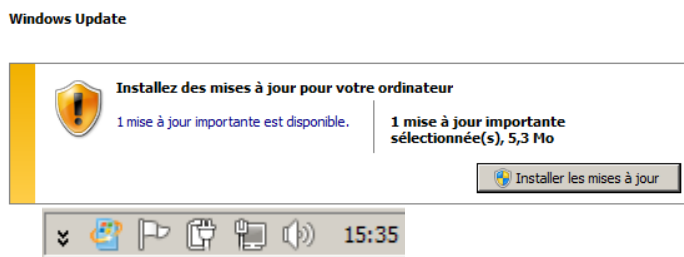 Windows Update
Installez des mises à jour pour votre ordinateur
1 mise à jour importante est disponible.
1 mise à jour importante
sélectionnée(s), 5,3 Mo
Installer les mises à jour
15:35